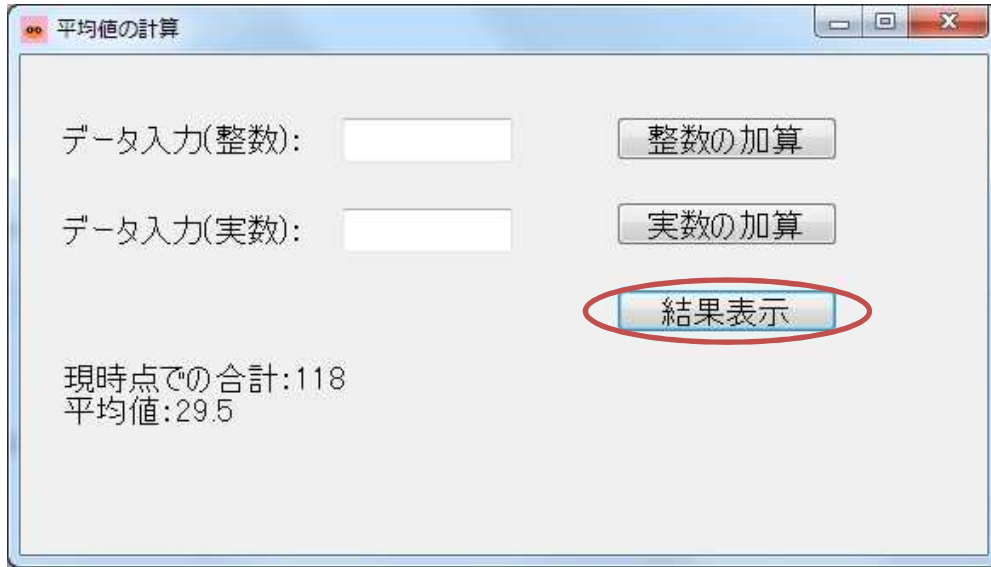 平均値の計算
データ入力(整数):
整数の加算
データ入力(実数):
実数の加算
結果表示
現時点での合計:118
平均値:29.5